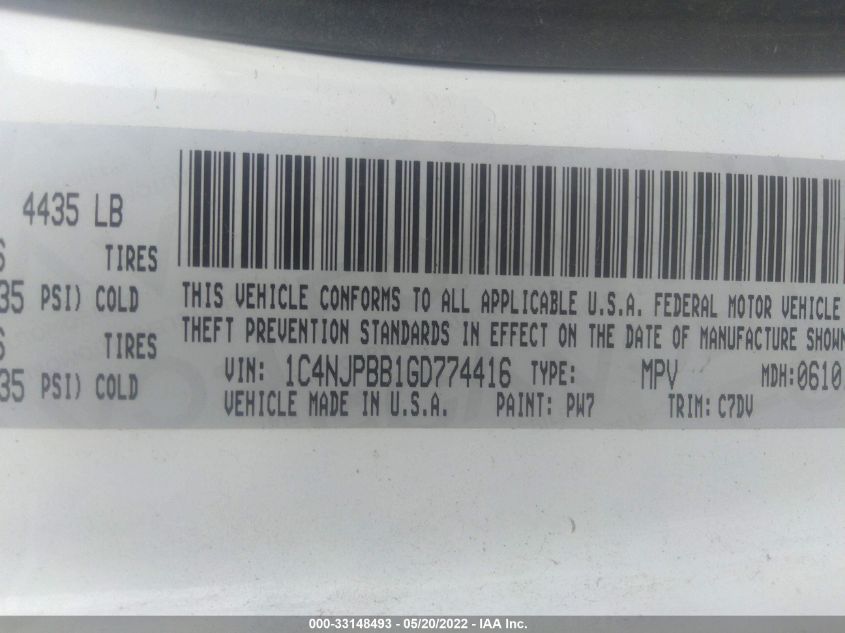 4435 LB
6 TIRES
35 PSI) COLD
6 TIRES
35 PSI) COLD
THIS VEHICLE CONFORMS TO ALL APPLICABLE U.S.A. FEDERAL MOTOR VEHICLE
THEFT PREVENTION STANDARDS IN EFFECT ON THE DATE OF MANUFACTURE SHOWN
VIN: 1C4NJPBB1GD774416 TYPE: MPV MDH:0610
VEHICLE MADE IN U.S.A. PAINT: PW7 TRIM: C7DV
000-33148493 - 05/20/2022 - IAA Inc.